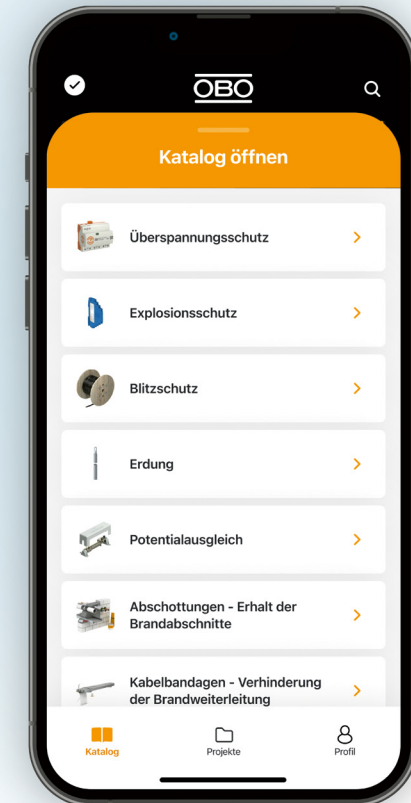 OBO
Katalog öffnen
Überspannungsschutz
Explosionsschutz
Blitzschutz
Erdung
Potentialausgleich
Abschottungen - Erhalt der
Brandabschnitte
Kabelbandagen - Verhinderung
der Brandweiterleitung
Katalog
Projekte
Profil